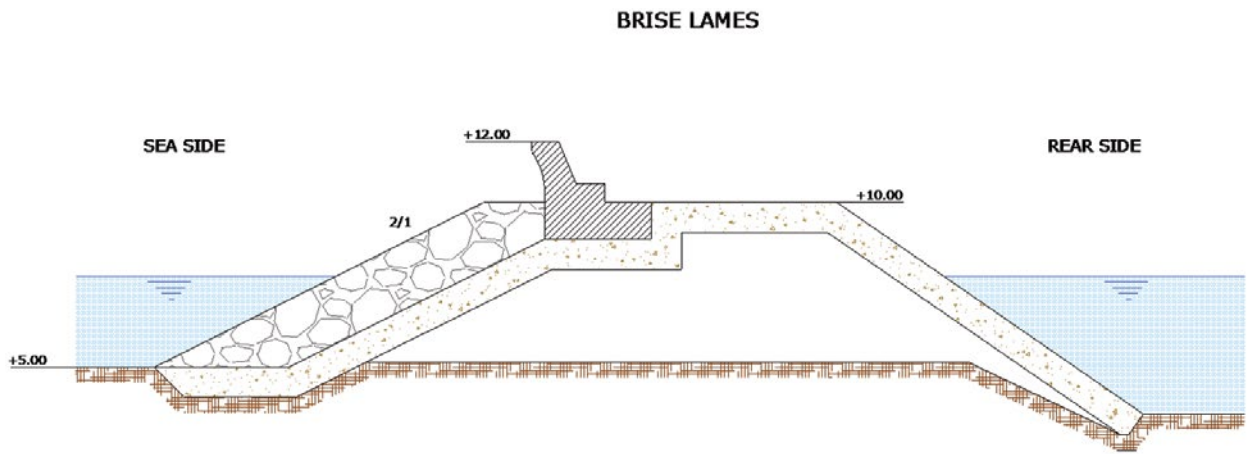 BRISE LAMES
+12.00
SEA SIDE
REAR SIDE
+10.00
2/1
+5.00